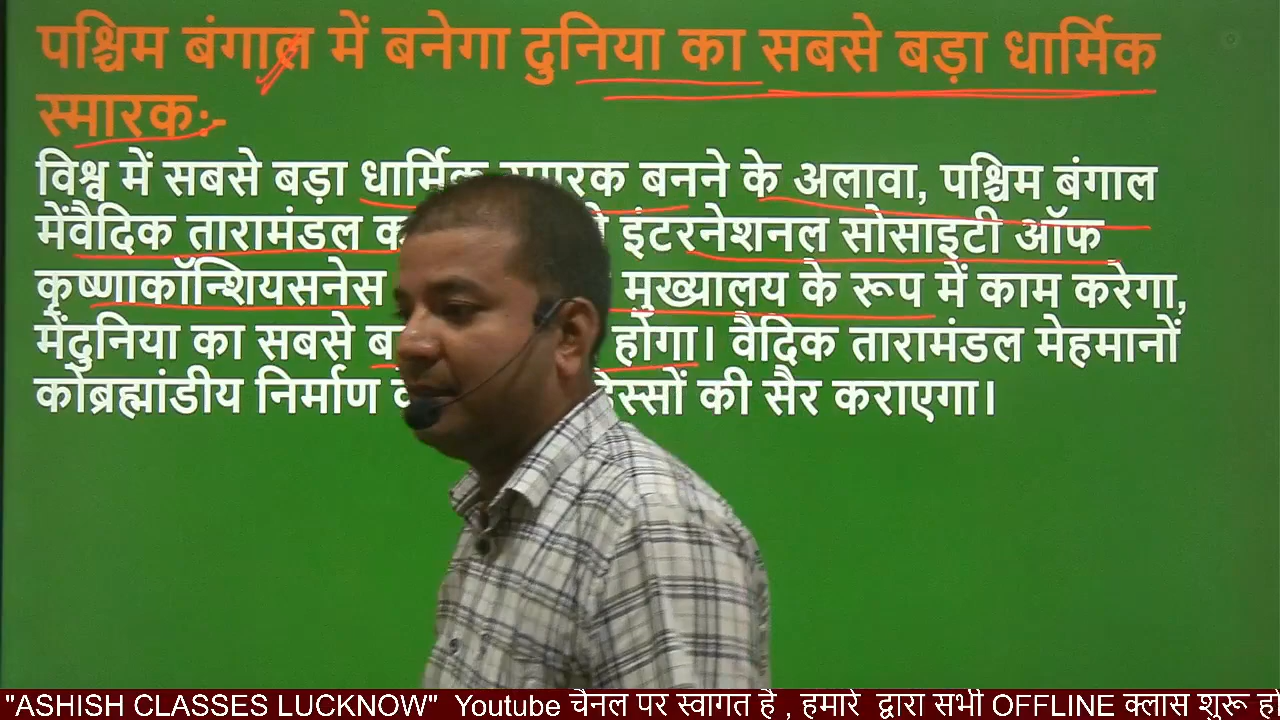 पश्चिम बंगाल में बनेगा दुनिया का सबसे बड़ा धार्मिक
स्मारकः-
विश्व में सबसे बड़ा धार्मिक स्मारक बनने के अलावा, पश्चिम बंगाल
मेंवैदिक तारामंडल इंटरनेशनल सोसाइटी ऑफ
कृष्णाकॉन्शियसनेस मुख्यालय के रूप में काम करेगा,
मेंदुनिया का सबसे होगा। वैदिक तारामंडल मेहमानों
कोब्रह्मांडीय निर्माण की सैर कराएगा।
"ASHISH CLASSES LUCKNOW" Youtube चैनल पर स्वागत है , हमारे द्वारा सभी OFFLINE क्लास शुरू हो